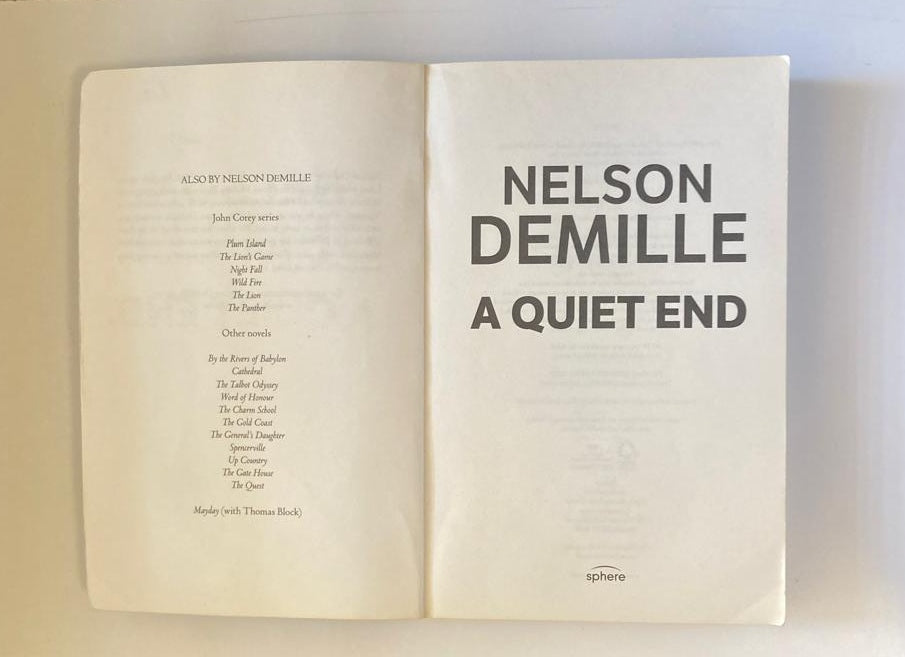 ALSO BY NELSON DEMILLE
John Corey series
Plum Island
The Lion's Game
Night Fall
Wild Fire
The Lion
The Panther
Other novels
By the Rivers of Babylon
Cathedral
The Talbot Odyssey
Word of Honour
The Charm School
The Gold Coast
The General's Daughter
Spencerville
Up Country
The Gate House
The Quest
Mayday (with Thomas Block)
NELSON
DEMILLE
A QUIET END
sphere